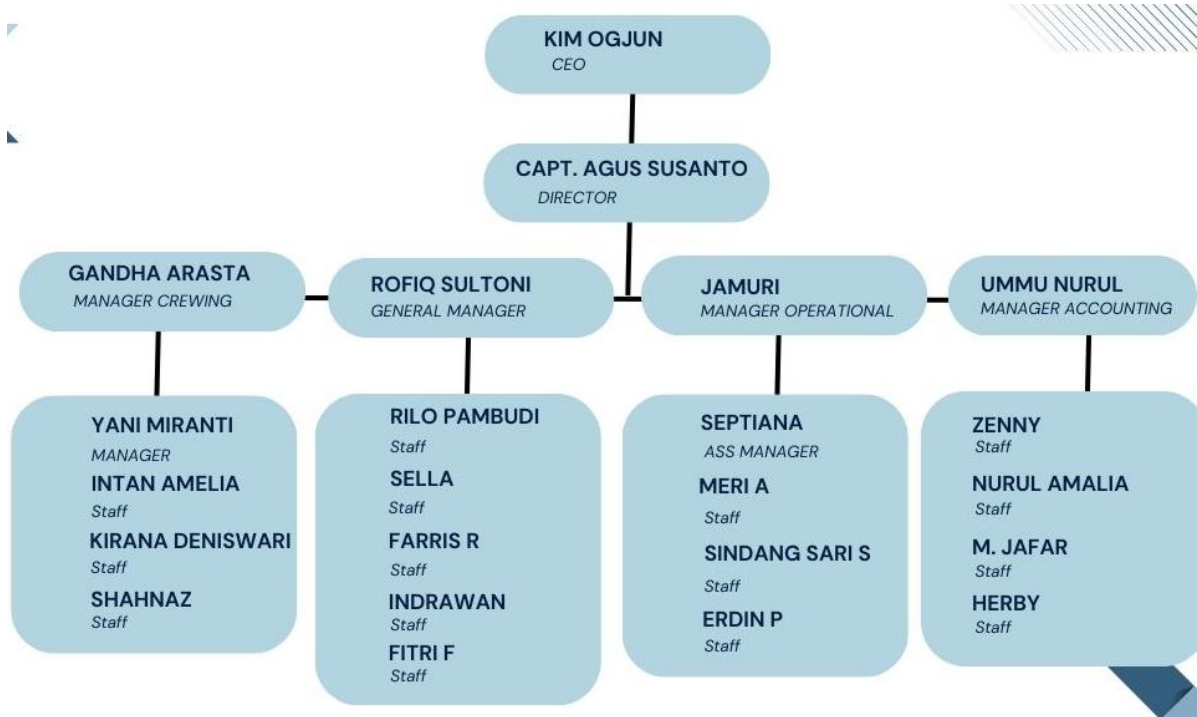 KIM OGJUN
CEO
CAPT. AGUS SUSANTO
DIRECTOR
GANDHA ARASTA
MANAGER CREWING
ROFIQ SULTONI
GENERAL MANAGER
JAMURI
MANAGER OPERATIONAL
UMMU NURUL
MANAGER ACCOUNTING
YANI MIRANTI
MANAGER
INTAN AMELIA
Staff
KIRANA DENISWARI
Staff
SHAHNAZ
Staff
RILO PAMBUDI
Staff
SELLA
Staff
FARRIS R
Staff
INDRAWAN
Staff
FITRI F
Staff
SEPTIANA
ASS MANAGER
MERI A
Staff
SINDANG SARI S
Staff
ERDIN P
Staff
ZENNY
Staff
NURUL AMALIA
Staff
M. JAFAR
Staff
HERBY
Staff